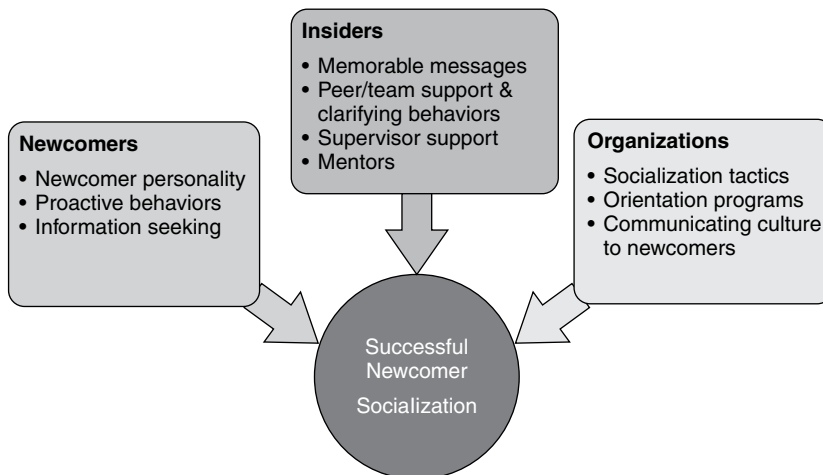 Insiders
• Memorable messages
• Peer/team support &
clarifying behaviors
• Supervisor support
• Mentors
Newcomers
• Newcomer personality
• Proactive behaviors
• Information seeking
Organizations
• Socialization tactics
• Orientation programs
• Communicating culture
to newcomers
Successful
Newcomer
Socialization